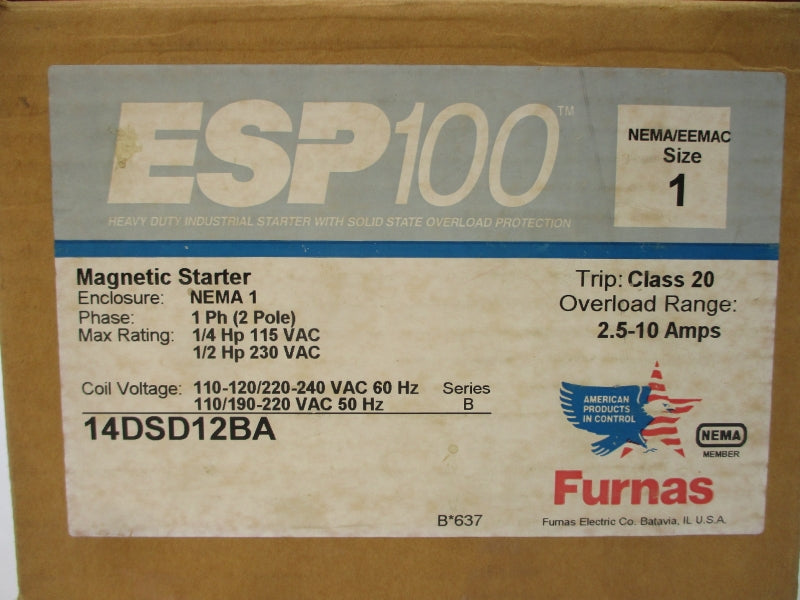 ESP100™
HEAVY DUTY INDUSTRIAL STARTER WITH SOLID STATE OVERLOAD PROTECTION
NEMA/EEMAC
Size
1
Magnetic Starter
Enclosure: NEMA 1
Phase: 1 Ph (2 Pole)
Max Rating: 1/4 Hp 115 VAC
1/2 Hp 230 VAC
Trip: Class 20
Overload Range:
2.5-10 Amps
Coil Voltage: 110-120/220-240 VAC 60 Hz
110/190-220 VAC 50 Hz
Series
B
14DSD12BA
AMERICAN
PRODUCTS
IN CONTROL
NEMA
MEMBER
Furnas
B*637
Furnas Electric Co. Batavia, IL U.S.A.